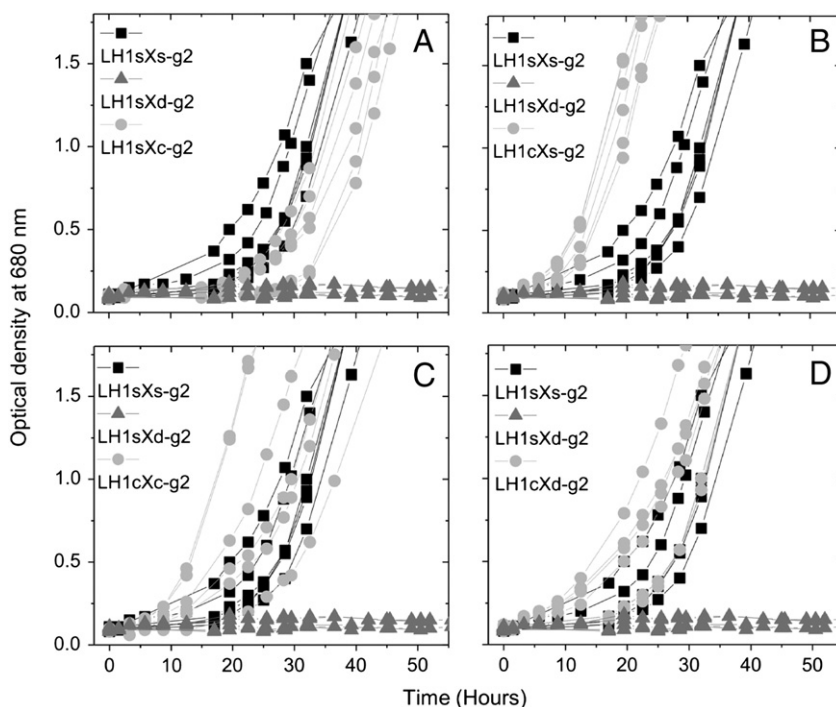 Optical density at 680 nm
A
LH1sXs-g2
LH1sXd-g2
LH1sXc-g2
1.5
1.0
0.5
0.0
B
LH1sXs-g2
LH1sXd-g2
LH1cXs-g2
C
LH1sXs-g2
LH1sXd-g2
LH1cXc-g2
1.5
1.0
0.5
0.0
0 10 20 30 40 50
D
LH1sXs-g2
LH1sXd-g2
LH1cXd-g2
0 10 20 30 40 50
Time (Hours)